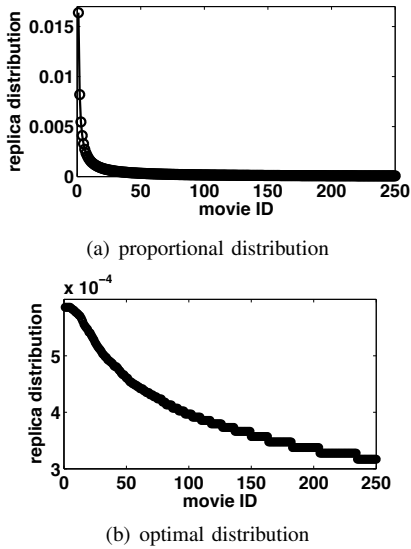 0.015
0.01
0.005
0
replica distribution
0 50 100 150 200 250
movie ID
(a) proportional distribution
x 10^-4
5
4
3
replica distribution
0 50 100 150 200 250
movie ID
(b) optimal distribution